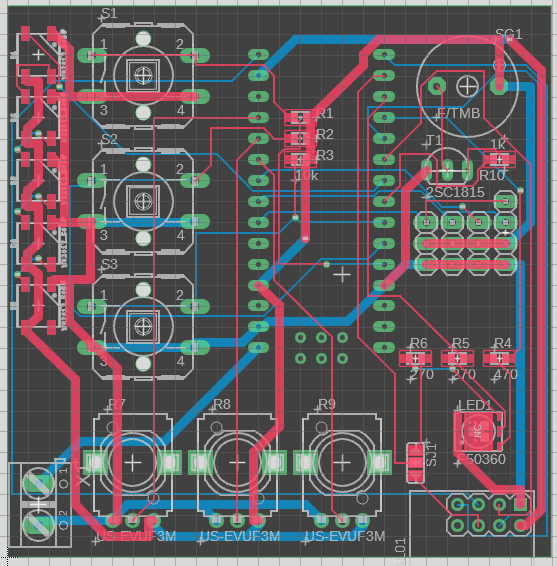 S1
1 2
3 4
S2
1 2
3 4
S3
1 2
3 4
R1
R2
R3
10k
SG1
F/TMB
T1
1k
R10
2SC1815
R6 R5 R4
270 270 470
LED1
50360
SJ1
R7 R8 R9
1
2
X1
US-EVUF3M US-EVUF3M US-EVUF3M